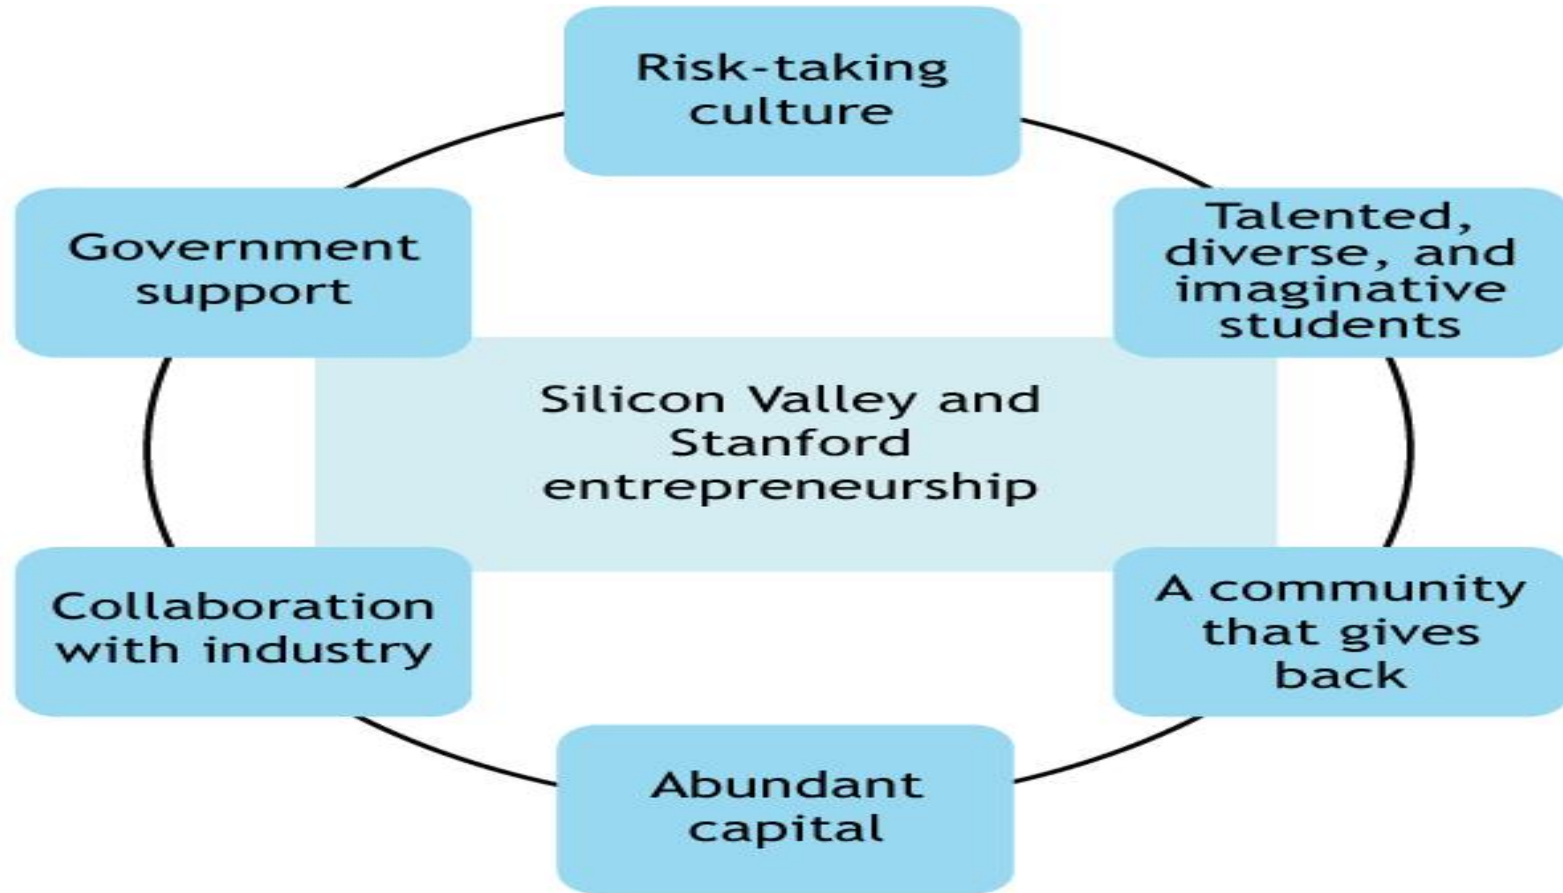 Risk-taking
culture
Government
support
Talented,
diverse, and
imaginative
students
Silicon Valley and
Stanford
entrepreneurship
Collaboration
with industry
A community
that gives
back
Abundant
capital